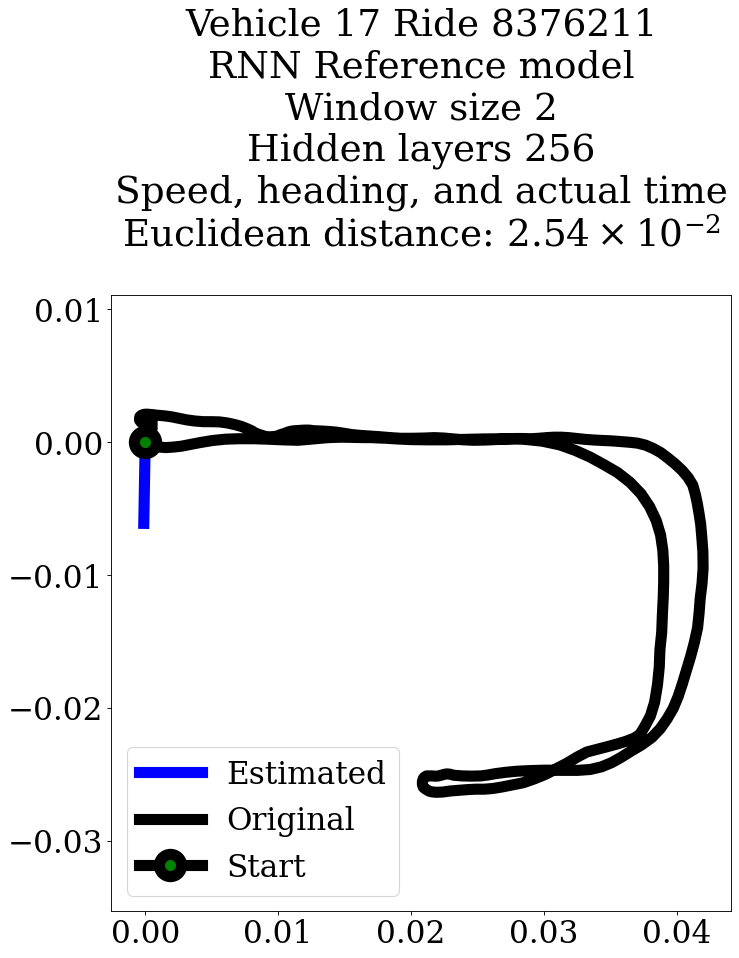 Vehicle 17 Ride 8376211
RNN Reference model
Window size 2
Hidden layers 256
Speed, heading, and actual time
Euclidean distance: 2.54 × 10⁻²
0.01
0.00
−0.01
−0.02
−0.03
Estimated
Original
Start
0.00 0.01 0.02 0.03 0.04